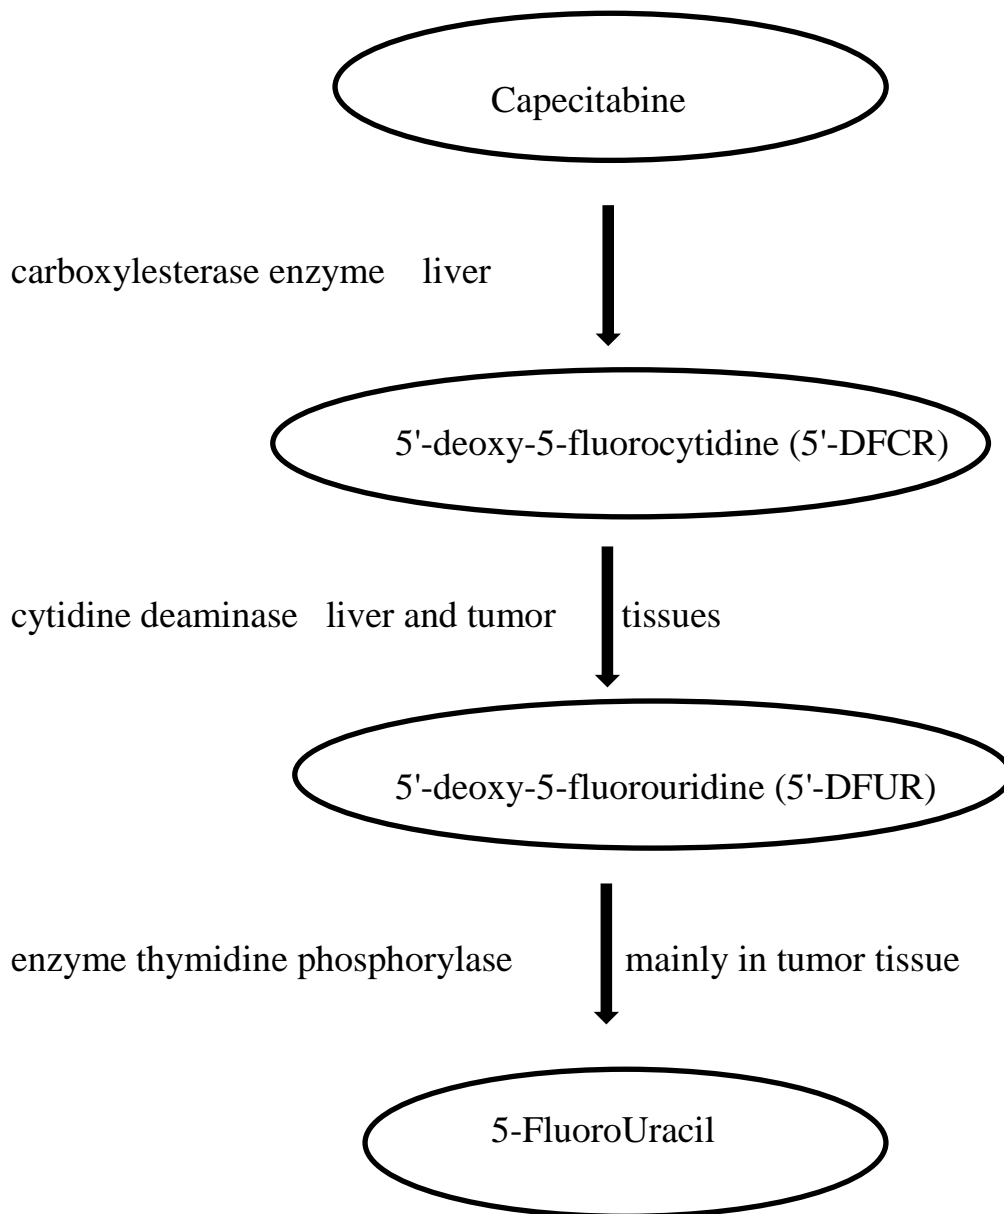 Capecitabine
carboxylesterase enzyme liver
5'-deoxy-5-fluorocytidine (5'-DFCR)
cytidine deaminase liver and tumor tissues
5'-deoxy-5-fluorouridine (5'-DFUR)
enzyme thymidine phosphorylase mainly in tumor tissue
5-FluoroUracil